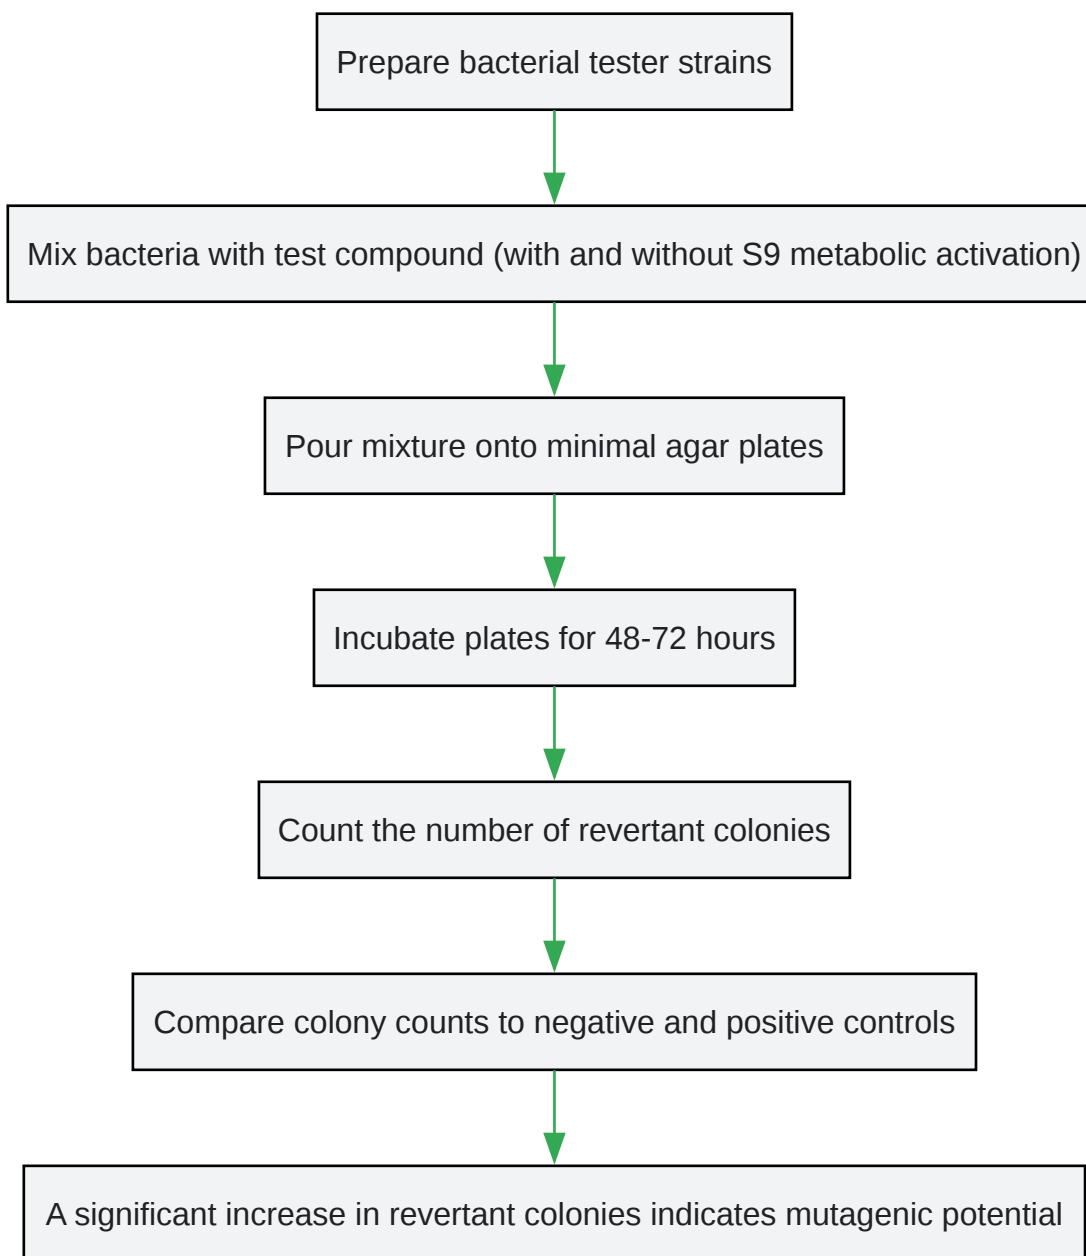 Prepare bacterial tester strains
Mix bacteria with test compound (with and without S9 metabolic activation)
Pour mixture onto minimal agar plates
Incubate plates for 48-72 hours
Count the number of revertant colonies
Compare colony counts to negative and positive controls
A significant increase in revertant colonies indicates mutagenic potential